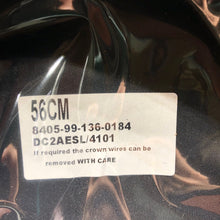 56CM
8405-99-136-0184
DC2AESL/4101
If required the crown wires can be
removed WITH CARE